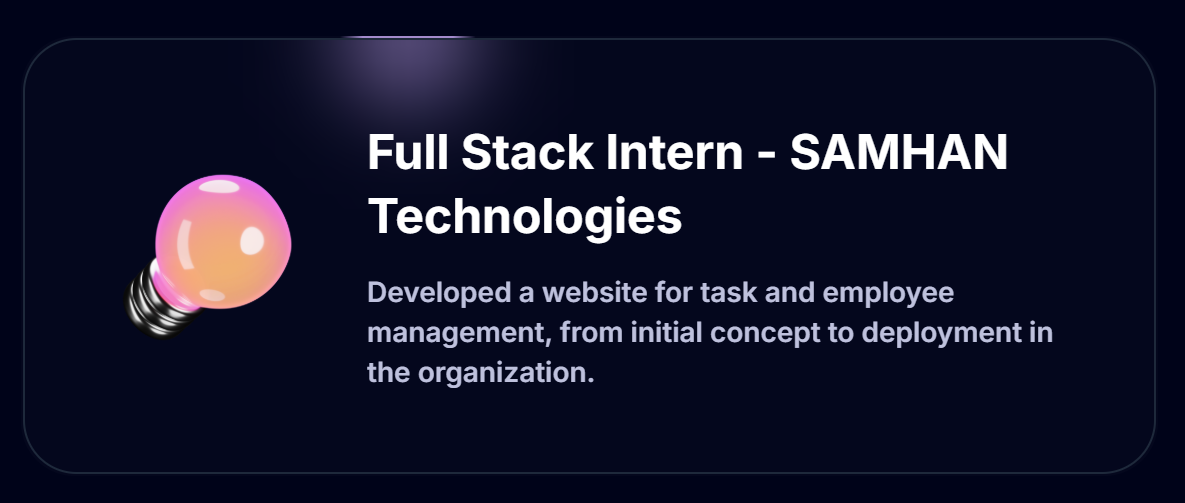 Full Stack Intern - SAMHAN
Technologies
Developed a website for task and employee
management, from initial concept to deployment in
the organization.